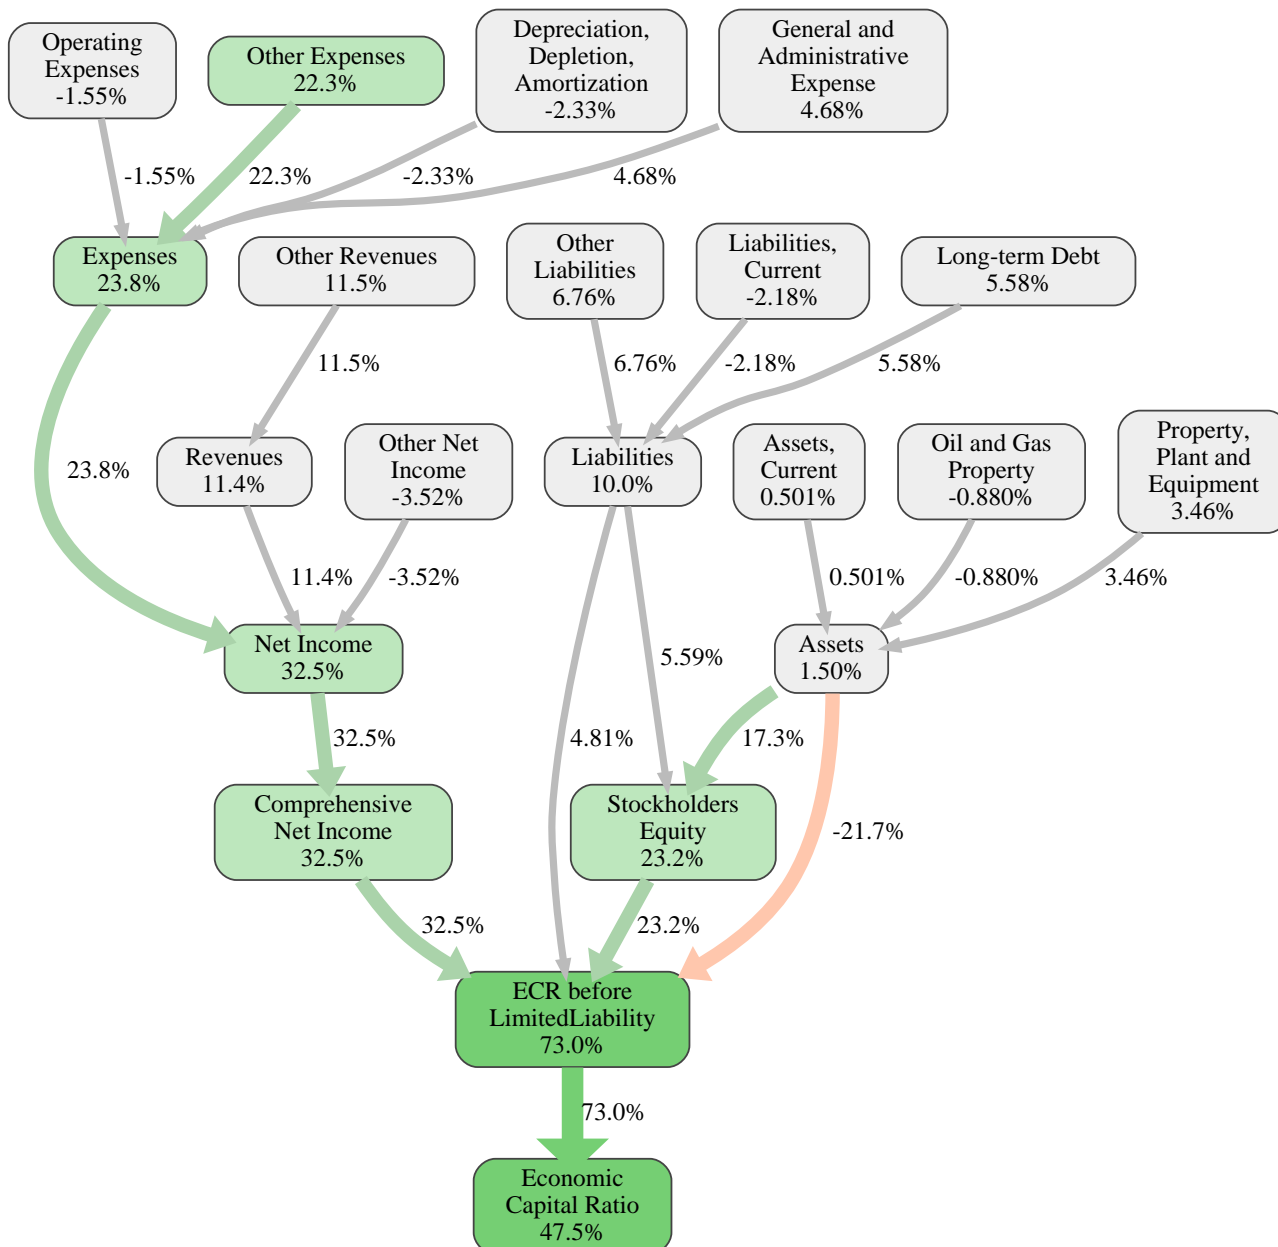 Operating
Expenses
-1.55%
Other Expenses
22.3%
Depreciation,
Depletion,
Amortization
-2.33%
General and
Administrative
Expense
4.68%
-1.55%
22.3%
-2.33%
4.68%
Expenses
23.8%
Other Revenues
11.5%
Other
Liabilities
6.76%
Liabilities,
Current
-2.18%
Long-term Debt
5.58%
11.5%
6.76%
-2.18%
5.58%
23.8%
Revenues
11.4%
Other Net
Income
-3.52%
Liabilities
10.0%
Assets,
Current
0.501%
Oil and Gas
Property
-0.880%
Property,
Plant and
Equipment
3.46%
11.4%
-3.52%
0.501%
-0.880%
3.46%
Net Income
32.5%
5.59%
Assets
1.50%
32.5%
4.81%
17.3%
Comprehensive
Net Income
32.5%
Stockholders
Equity
23.2%
-21.7%
32.5%
23.2%
ECR before
LimitedLiability
73.0%
73.0%
Economic
Capital Ratio
47.5%